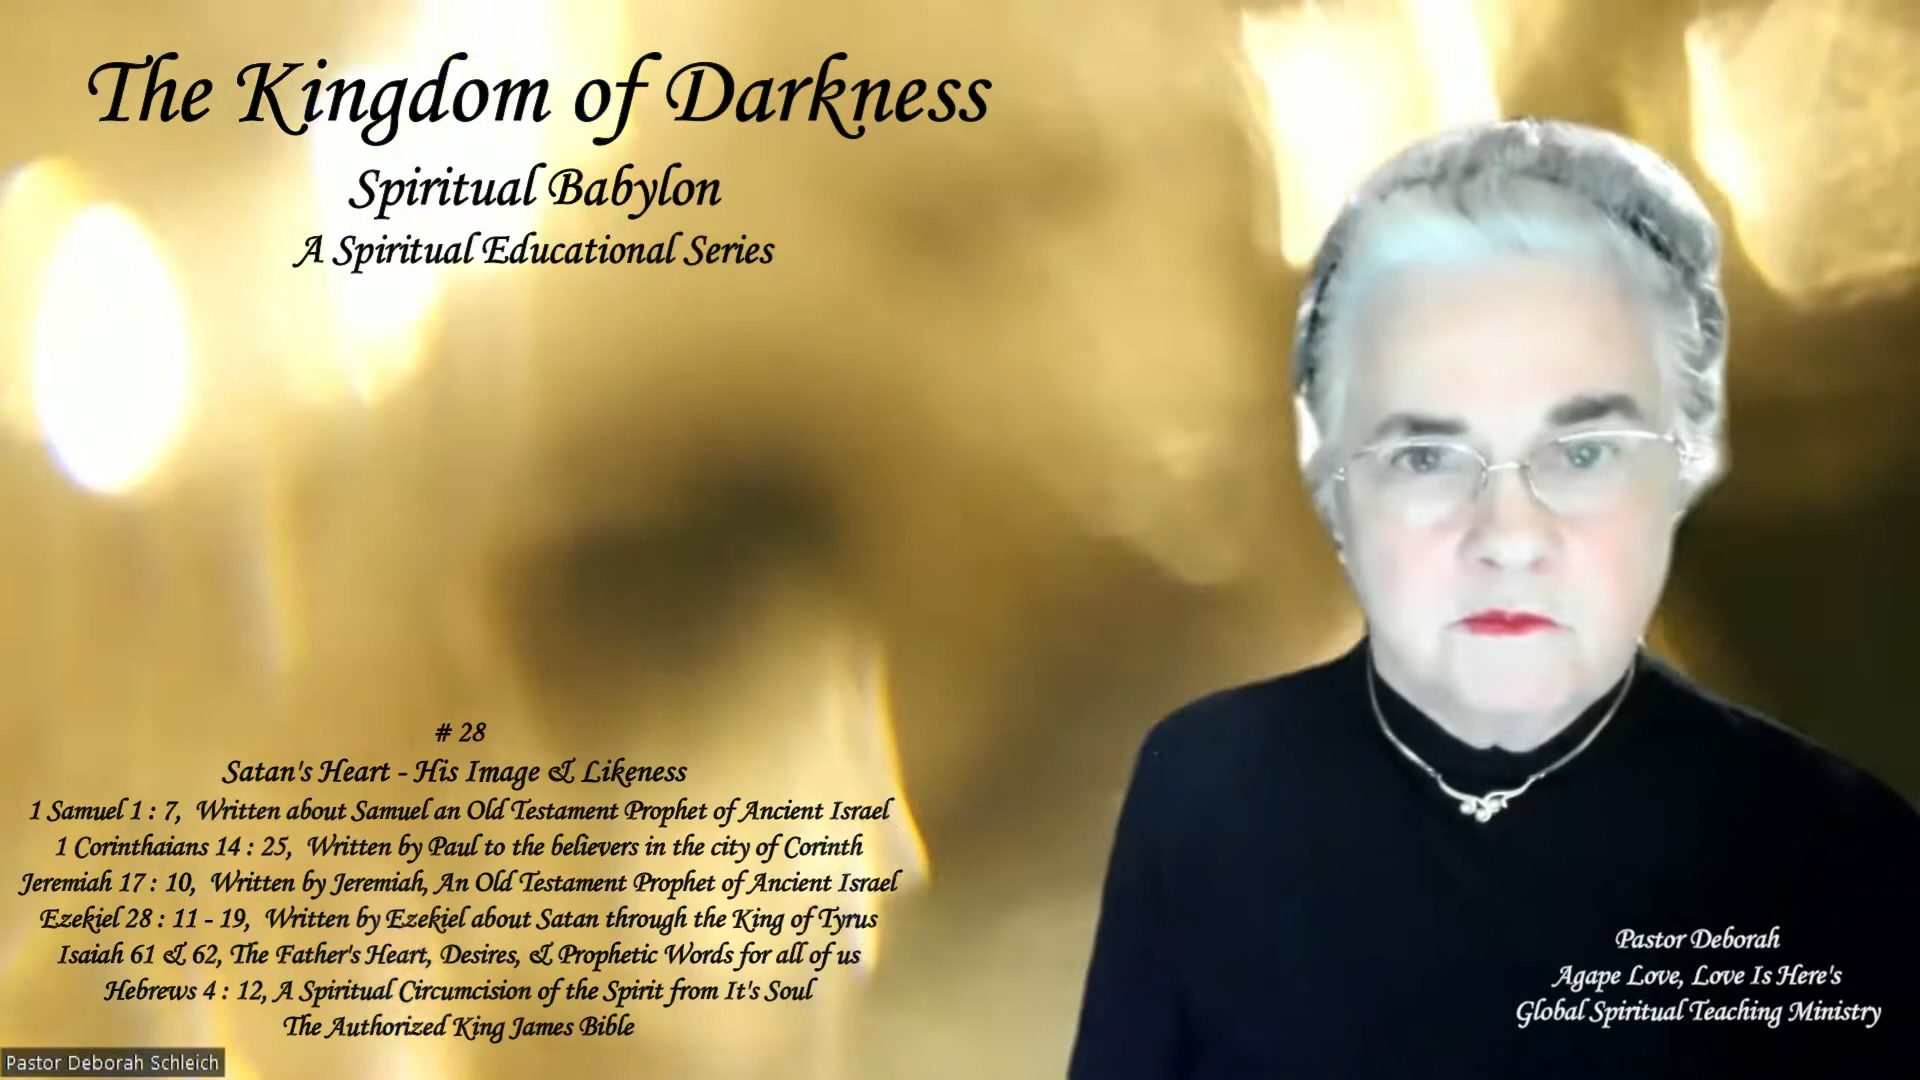 The Kingdom of Darkness
Spiritual Babylon
A Spiritual Educational Series
# 28
Satan's Heart - His Image & Likeness
1 Samuel 1 : 7, Written about Samuel an Old Testament Prophet of Ancient Israel
1 Corinthaians 14 : 25, Written by Paul to the believers in the city of Corinth
Jeremiah 17 : 10, Written by Jeremiah, An Old Testament Prophet of Ancient Israel
Ezekiel 28 : 11 - 19, Written by Ezekiel about Satan through the King of Tyrus
Isaiah 61 & 62, The Father's Heart, Desires, & Prophetic Words for all of us
Hebrews 4 : 12, A Spiritual Circumcision of the Spirit from It's Soul
The Authorized King James Bible
Pastor Deborah
Agape Love, Love Is Here's
Global Spiritual Teaching Ministry
Pastor Deborah Schleich